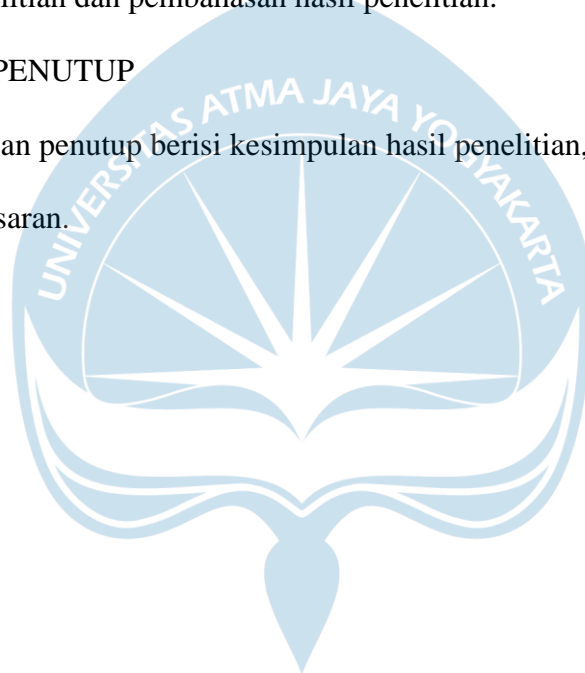 litian dan pembahasan hasil penelitian.
PENUTUP
an penutup berisi kesimpulan hasil penelitian,
saran.
UNIVERSITAS ATMA JAYA YOGYAKARTA